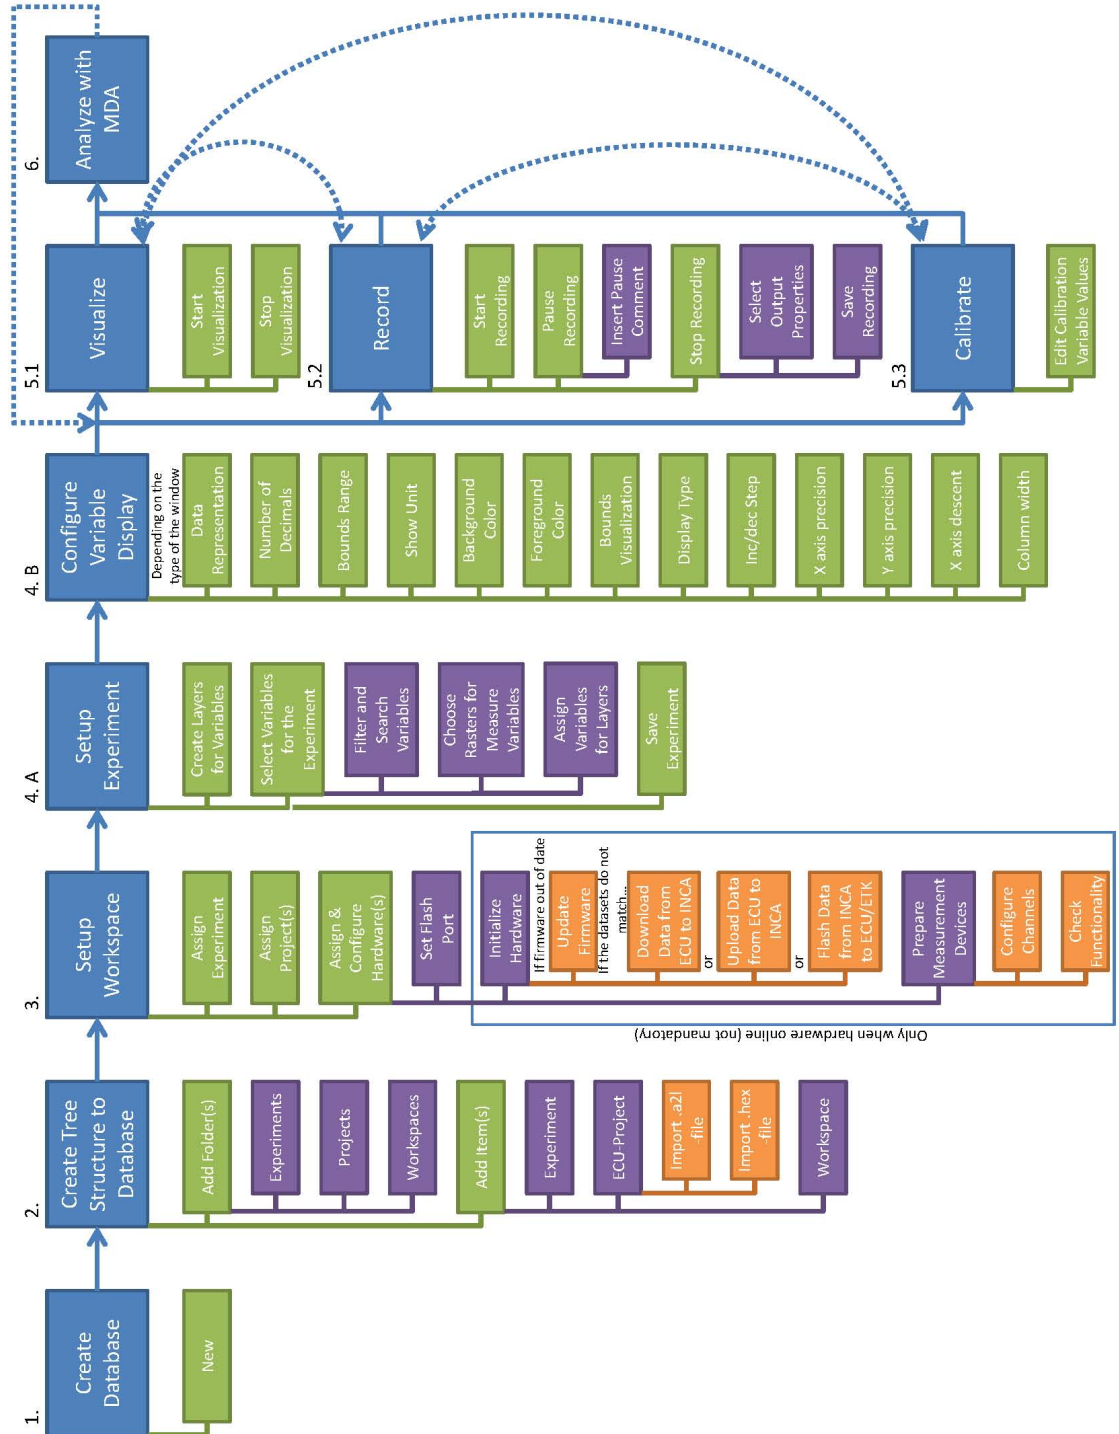 1.
Create
Database
New
2.
Create Tree
Structure to
Database
Add Folder(s)
Experiments
Projects
Workspaces
Add Item(s)
Experiment
ECU-Project
Import .a2l
-file
Import .hex
-file
Workspace
3.
Setup
Workspace
Assign
Experiment
Assign
Project(s)
Assign &
Configure
Hardware(s)
Set Flash
Port
Initialize
Hardware
If firmware out of date
Update
Firmware
If the datasets do not
match...
Download
Data from
ECU to INCA
or
Upload Data
from ECU to
INCA
or
Flash Data
from INCA
to ECU/ETK
Prepare
Measurement
Devices
Configure
Channels
Check
Functionality
Only when hardware online (not mandatory)
4. A
Setup
Experiment
Create Layers
for Variables
Select Variables
for the
Experiment
Filter and
Search
Variables
Choose
Rasters for
Measure
Variables
Assign
Variables
for Layers
Save
Experiment
4. B
Configure
Variable
Display
Depending on the
type of the window
Data
Representation
Number of
Decimals
Bounds Range
Show Unit
Background
Color
Foreground
Color
Bounds
Visualization
Display Type
Inc/dec Step
X axis precision
Y axis precision
X axis descent
Column width
5.1
Visualize
Start
Visualization
Stop
Visualization
5.2
Record
Start
Recording
Pause
Recording
Insert Pause
Comment
Stop Recording
Select
Output
Properties
Save
Recording
5.3
Calibrate
Edit Calibration
Variable Values
6.
Analyze with
MDA